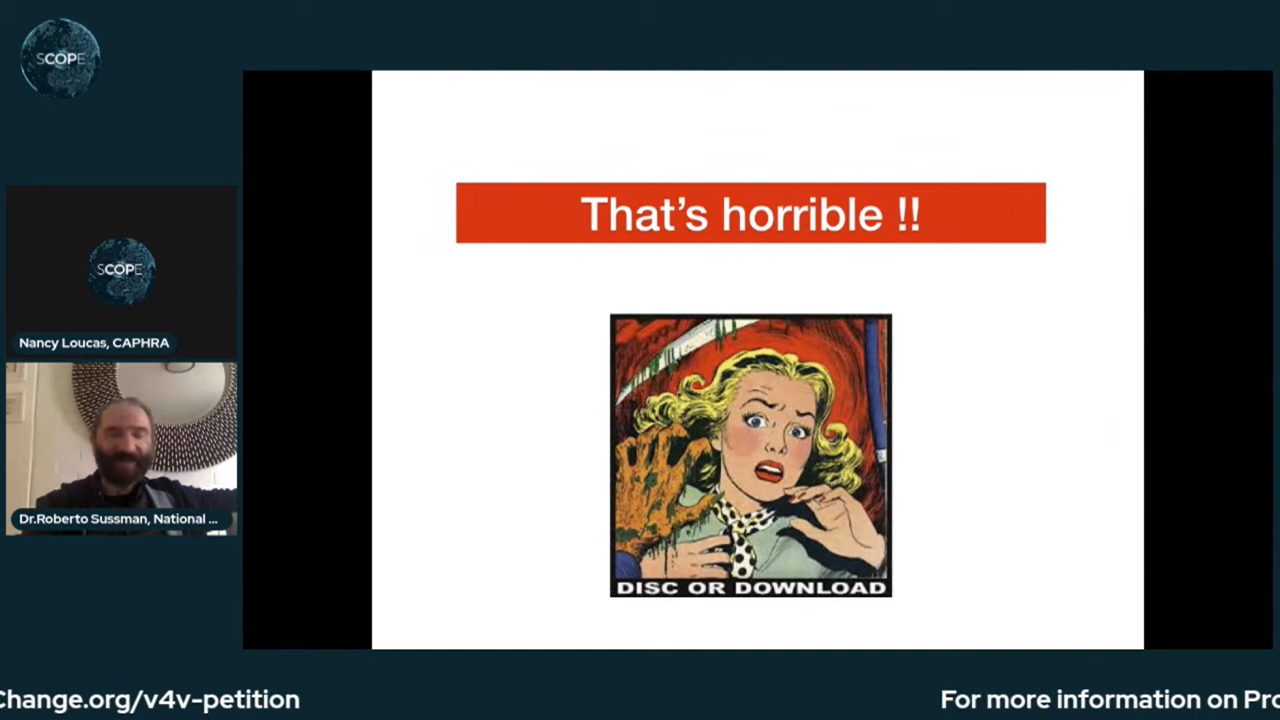 SCOPE
That's horrible !!
SCOPE
Nancy Loucas, CAPHRA
Dr.Roberto Sussman, National ...
DISC OR DOWNLOAD
Change.org/v4v-petition
For more information on Pro